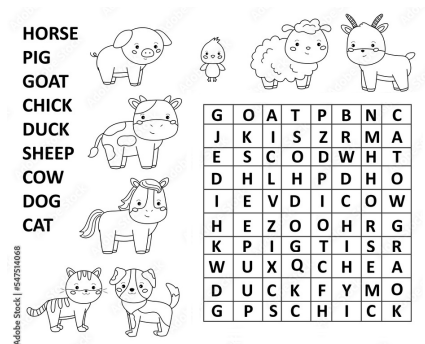 HORSE
PIG
GOAT
CHICK
DUCK
SHEEP
COW
DOG
CAT
G O A T P B N C
J K I S Z R M A
E S C O D W H T
D H L H P D H O
I E V D I C O W
H E Z O O H R G
K P I G T I S R
W U X Q C H E A
D U C K F Y M O
G P S C H I C K
Adobe Stock | #547514068